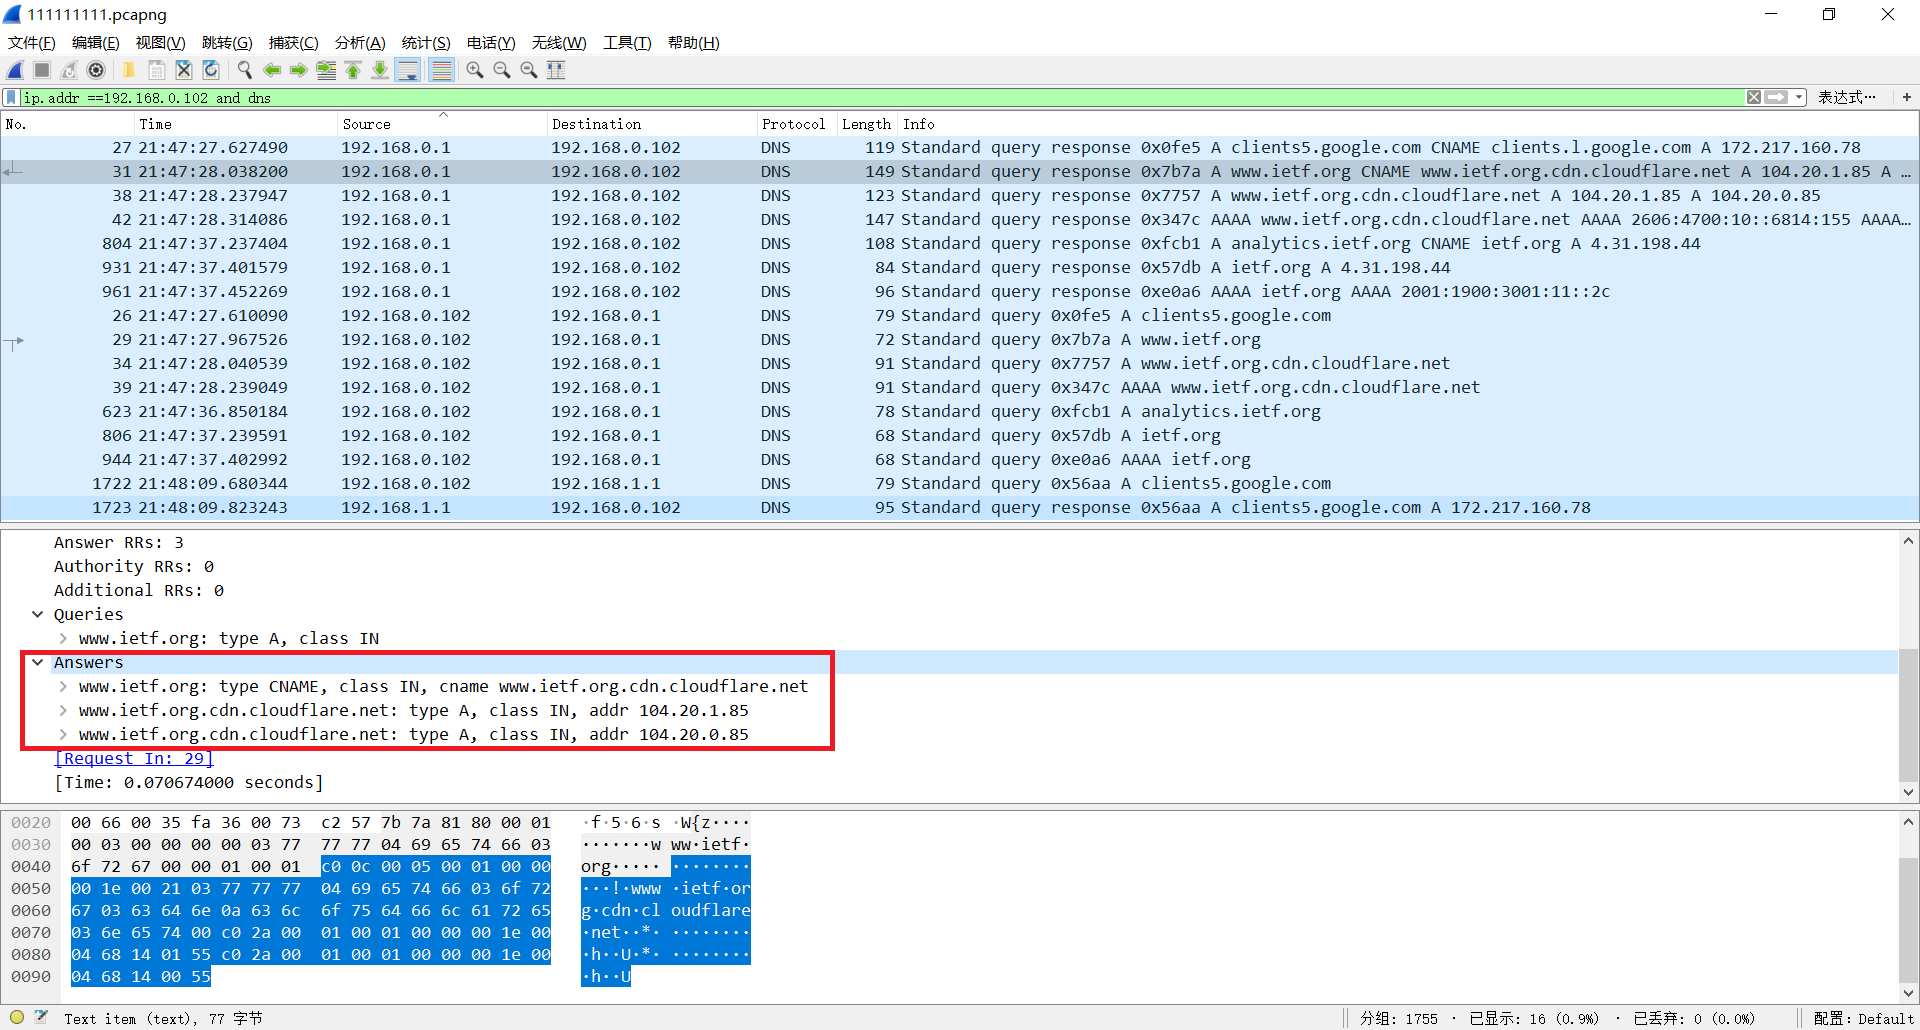 111111111.pcapng
文件(F) 编辑(E) 视图(V) 跳转(G) 捕获(C) 分析(A) 统计(S) 电话(Y) 无线(W) 工具(T) 帮助(H)
ip.addr ==192.168.0.102 and dns 表达式… +
No. Time Source Destination Protocol Length Info
27 21:47:27.627490 192.168.0.1 192.168.0.102 DNS 119 Standard query response 0x0fe5 A clients5.google.com CNAME clients.l.google.com A 172.217.160.78
31 21:47:28.038200 192.168.0.1 192.168.0.102 DNS 149 Standard query response 0x7b7a A www.ietf.org CNAME www.ietf.org.cdn.cloudflare.net A 104.20.1.85 A …
38 21:47:28.237947 192.168.0.1 192.168.0.102 DNS 123 Standard query response 0x7757 A www.ietf.org.cdn.cloudflare.net A 104.20.1.85 A 104.20.0.85
42 21:47:28.314086 192.168.0.1 192.168.0.102 DNS 147 Standard query response 0x347c AAAA www.ietf.org.cdn.cloudflare.net AAAA 2606:4700:10::6814:155 AAAA…
804 21:47:37.237404 192.168.0.1 192.168.0.102 DNS 108 Standard query response 0xfcb1 A analytics.ietf.org CNAME ietf.org A 4.31.198.44
931 21:47:37.401579 192.168.0.1 192.168.0.102 DNS 84 Standard query response 0x57db A ietf.org A 4.31.198.44
961 21:47:37.452269 192.168.0.1 192.168.0.102 DNS 96 Standard query response 0xe0a6 AAAA ietf.org AAAA 2001:1900:3001:11::2c
26 21:47:27.610090 192.168.0.102 192.168.0.1 DNS 79 Standard query 0x0fe5 A clients5.google.com
29 21:47:27.967526 192.168.0.102 192.168.0.1 DNS 72 Standard query 0x7b7a A www.ietf.org
34 21:47:28.040539 192.168.0.102 192.168.0.1 DNS 91 Standard query 0x7757 A www.ietf.org.cdn.cloudflare.net
39 21:47:28.239049 192.168.0.102 192.168.0.1 DNS 91 Standard query 0x347c AAAA www.ietf.org.cdn.cloudflare.net
623 21:47:36.850184 192.168.0.102 192.168.0.1 DNS 78 Standard query 0xfcb1 A analytics.ietf.org
806 21:47:37.239591 192.168.0.102 192.168.0.1 DNS 68 Standard query 0x57db A ietf.org
944 21:47:37.402992 192.168.0.102 192.168.0.1 DNS 68 Standard query 0xe0a6 AAAA ietf.org
1722 21:48:09.680344 192.168.0.102 192.168.1.1 DNS 79 Standard query 0x56aa A clients5.google.com
1723 21:48:09.823243 192.168.1.1 192.168.0.102 DNS 95 Standard query response 0x56aa A clients5.google.com A 172.217.160.78
Answer RRs: 3
Authority RRs: 0
Additional RRs: 0
Queries
www.ietf.org: type A, class IN
Answers
www.ietf.org: type CNAME, class IN, cname www.ietf.org.cdn.cloudflare.net
www.ietf.org.cdn.cloudflare.net: type A, class IN, addr 104.20.1.85
www.ietf.org.cdn.cloudflare.net: type A, class IN, addr 104.20.0.85
[Request In: 29]
[Time: 0.070674000 seconds]
0020 00 66 00 35 fa 36 00 73 c2 57 7b 7a 81 80 00 01 ·f·5·6·s ·W{z····
0030 00 03 00 00 00 00 03 77 77 77 04 69 65 74 66 03 ·······w ww·ietf·
0040 6f 72 67 00 00 01 00 01 c0 0c 00 05 00 01 00 00 org····· ········
0050 00 1e 00 21 03 77 77 77 04 69 65 74 66 03 6f 72 ···!·www ·ietf·or
0060 67 03 63 64 6e 0a 63 6c 6f 75 64 66 6c 61 72 65 g·cdn·cl oudflare
0070 03 6e 65 74 00 c0 2a 00 01 00 01 00 00 00 1e 00 ·net··*· ········
0080 04 68 14 01 55 c0 2a 00 01 00 01 00 00 00 1e 00 ·h··U·*· ········
0090 04 68 14 00 55 ·h··U
Text item (text), 77 字节 分组: 1755 · 已显示: 16 (0.9%) · 已丢弃: 0 (0.0%) 配置: Default